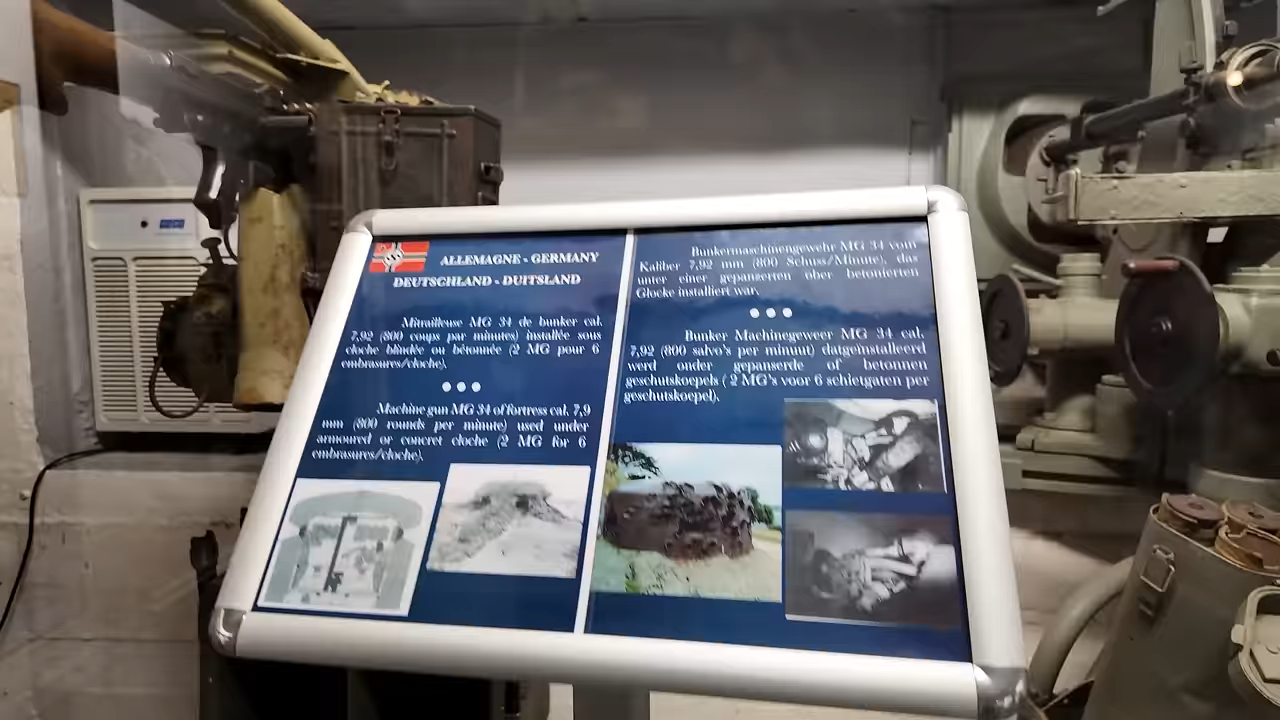 ALLEMAGNE - GERMANY
DEUTSCHLAND - DUITSLAND
Mitrailleuse MG 34 de bunker cal.
7,92 (800 coups par minutes) installée sous
cloche blindée ou bétonnée (2 MG pour 6
embrasures/cloche).
Machine gun MG 34 of fortress cal. 7,9
mm (800 rounds per minute) used under
armoured or concret cloche (2 MG for 6
embrasures/cloche).
Bunkermaschinengewehr MG 34 vom
Kaliber 7,92 mm (800 Schuss/Minute), das
unter einer gepanzerten über betonierten
Glocke installiert war.
Bunker Machinegeweer MG 34 cal.
7,92 (800 salvo's per minuut) datgeinstalleerd
werd onder gepanserde of betonnen
geschutskoepels ( 2 MG's voor 6 schietgaten per
geschutskoepel).